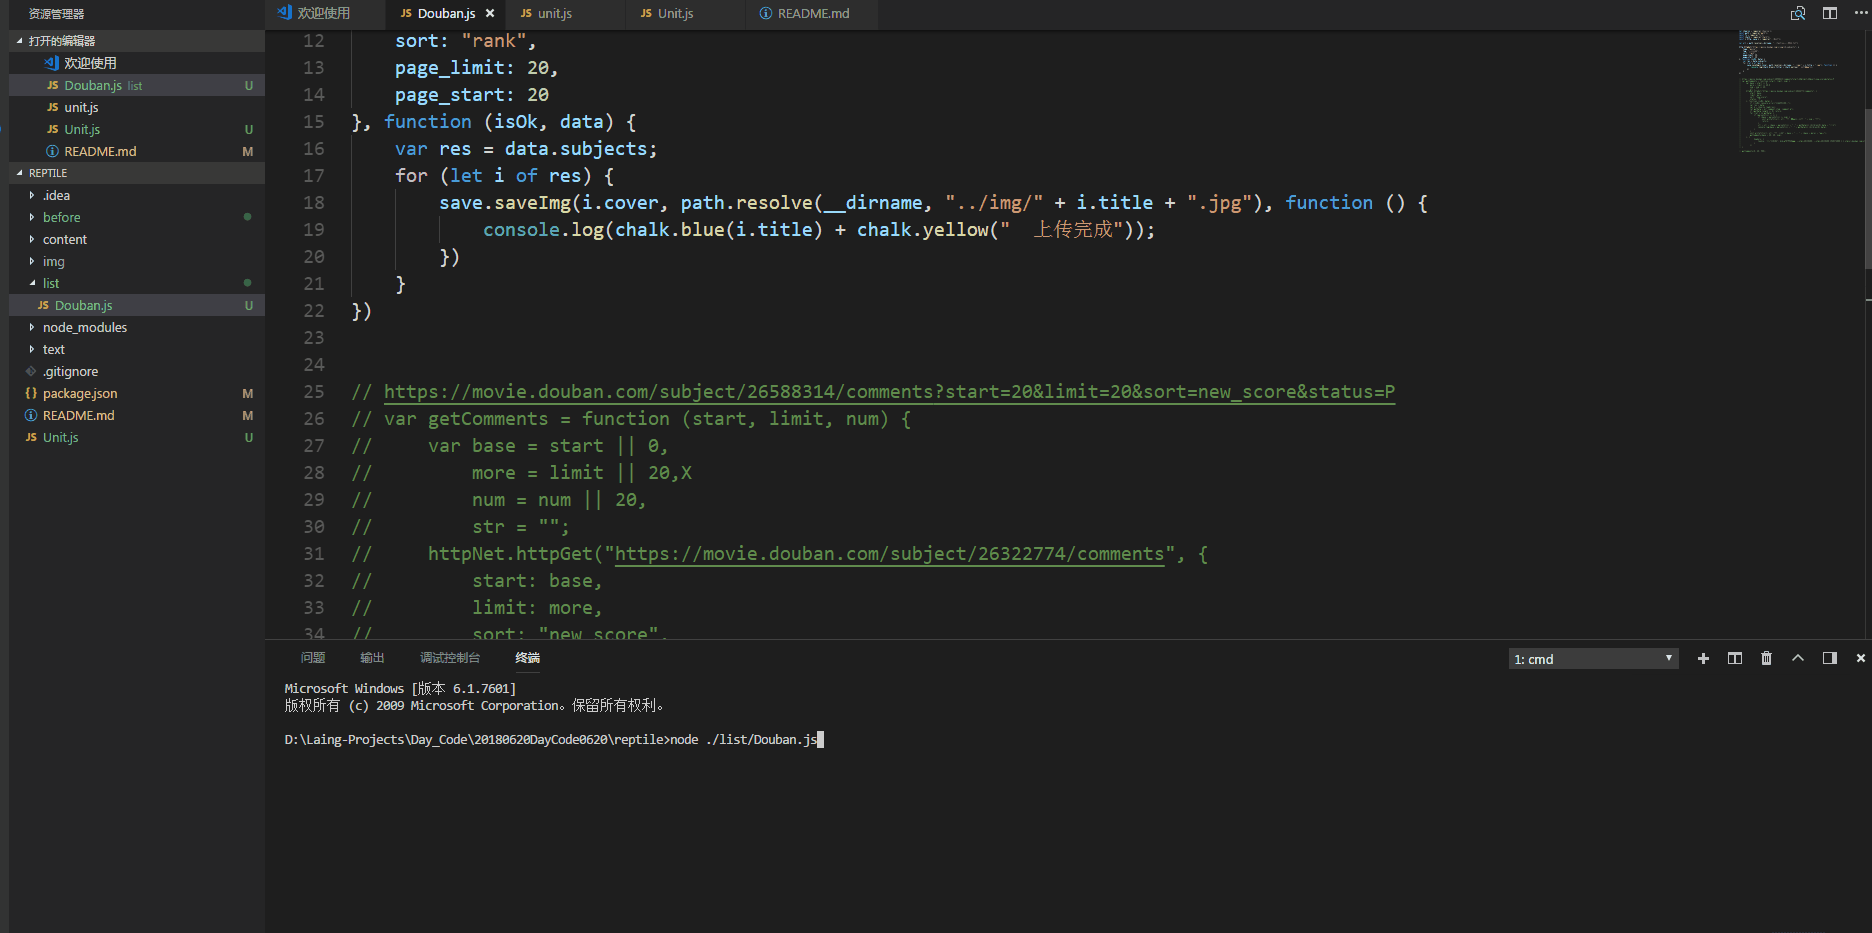 资源管理器
打开的编辑器
欢迎使用
JS Douban.js list U
JS unit.js
JS Unit.js U
README.md M
REPTILE
.idea
before
content
img
list
JS Douban.js U
node_modules
text
.gitignore
{} package.json M
README.md M
JS Unit.js U
欢迎使用 JS Douban.js × JS unit.js JS Unit.js README.md
12 sort: "rank",
13 page_limit: 20,
14 page_start: 20
15 }, function (isOk, data) {
16 var res = data.subjects;
17 for (let i of res) {
18 save.saveImg(i.cover, path.resolve(__dirname, "../img/" + i.title + ".jpg"), function () {
19 console.log(chalk.blue(i.title) + chalk.yellow("  上传完成"));
20 })
21 }
22 })
23
24
25 // https://movie.douban.com/subject/26588314/comments?start=20&limit=20&sort=new_score&status=P
26 // var getComments = function (start, limit, num) {
27 // var base = start || 0,
28 // more = limit || 20,X
29 // num = num || 20,
30 // str = "";
31 // httpNet.httpGet("https://movie.douban.com/subject/26322774/comments", {
32 // start: base,
33 // limit: more,
34 // sort: "new_score",
问题 输出 调试控制台 终端
1: cmd
Microsoft Windows [版本 6.1.7601]
版权所有 (c) 2009 Microsoft Corporation。保留所有权利。
D:\Laing-Projects\Day_Code\20180620DayCode0620\reptile>node ./list/Douban.js